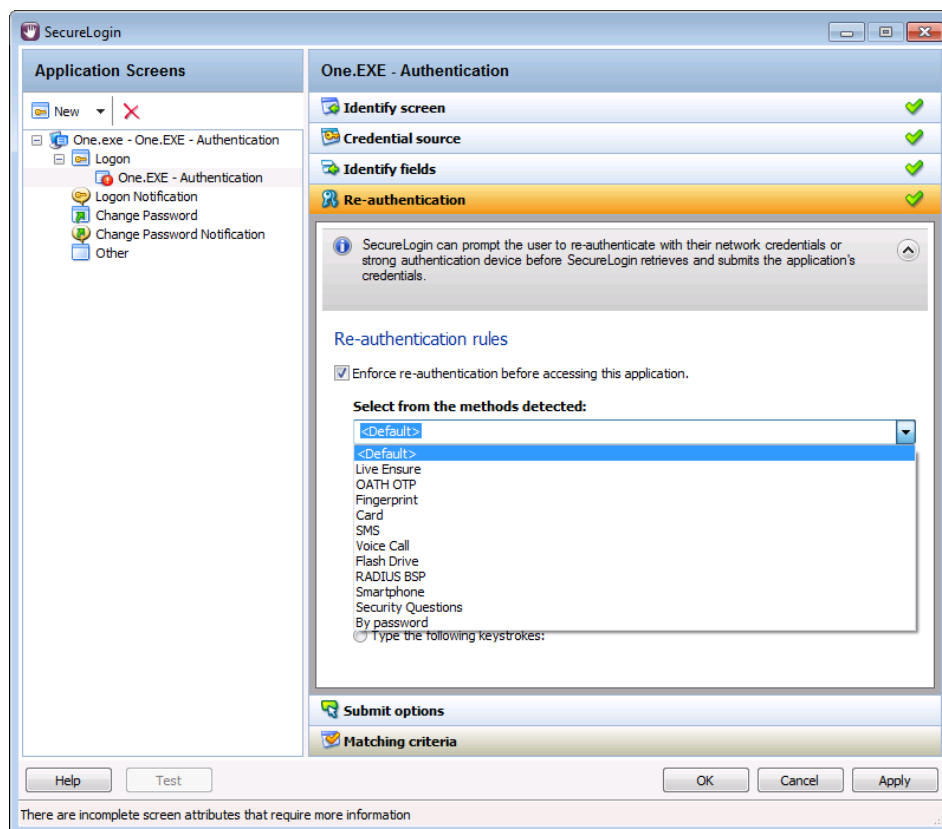 SecureLogin
Application Screens
New
One.exe - One.EXE - Authentication
Logon
One.EXE - Authentication
Logon Notification
Change Password
Change Password Notification
Other
One.EXE - Authentication
Identify screen
Credential source
Identify fields
Re-authentication
SecureLogin can prompt the user to re-authenticate with their network credentials or
strong authentication device before SecureLogin retrieves and submits the application's
credentials.
Re-authentication rules
Enforce re-authentication before accessing this application.
Select from the methods detected:
<Default>
<Default>
Live Ensure
OATH OTP
Fingerprint
Card
SMS
Voice Call
Flash Drive
RADIUS BSP
Smartphone
Security Questions
By password
Type the following keystrokes:
Submit options
Matching criteria
Help
Test
OK
Cancel
Apply
There are incomplete screen attributes that require more information